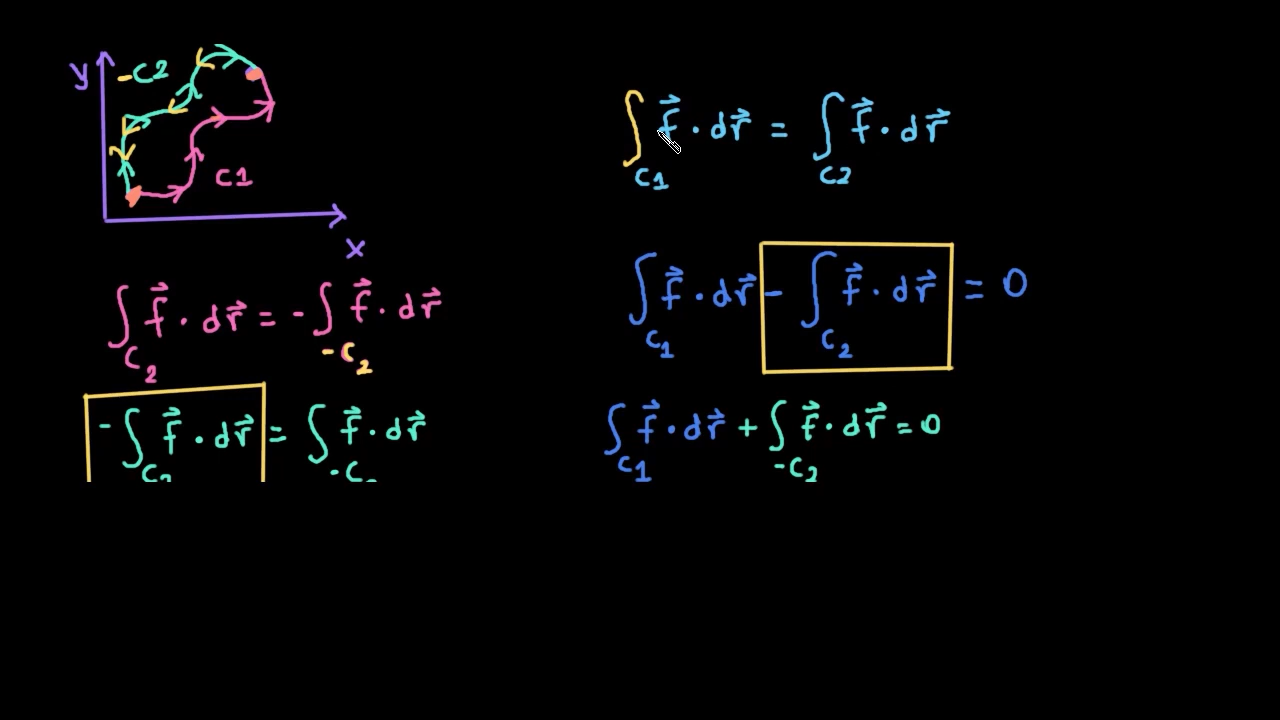 y
-C2
C1
x
∫_{C1} f⃗ · dr⃗ = ∫_{C2} f⃗ · dr⃗
∫_{C1} f⃗ · dr⃗ - ∫_{C2} f⃗ · dr⃗ = 0
∫_{C2} f⃗ · dr⃗ = - ∫_{-C2} f⃗ · dr⃗
- ∫_{C2} f⃗ · dr⃗ = ∫_{-C} f⃗ · dr⃗
∫_{C1} f⃗ · dr⃗ + ∫_{-C2} f⃗ · dr⃗ = 0